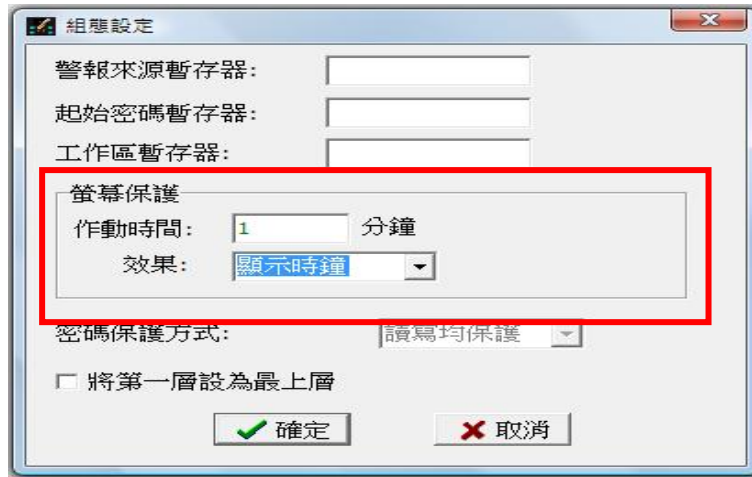 組態設定
警報來源暫存器:
起始密碼暫存器:
工作區暫存器:
螢幕保護
作動時間: 1 分鐘
效果: 顯示時鐘
密碼保護方式: 讀寫均保護
將第一層設為最上層
確定 取消